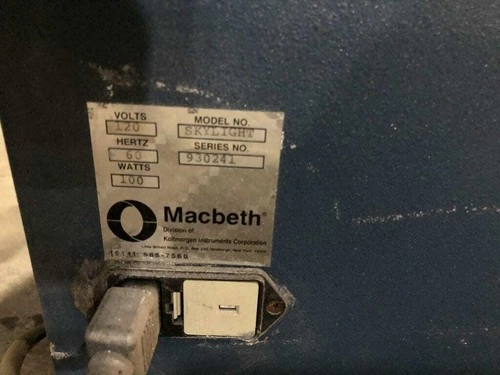 VOLTS MODEL NO.
120 SKYLIGHT
HERTZ SERIES NO.
60 930241
WATTS
100
Macbeth®
Division of
Kollmorgen Instruments Corporation